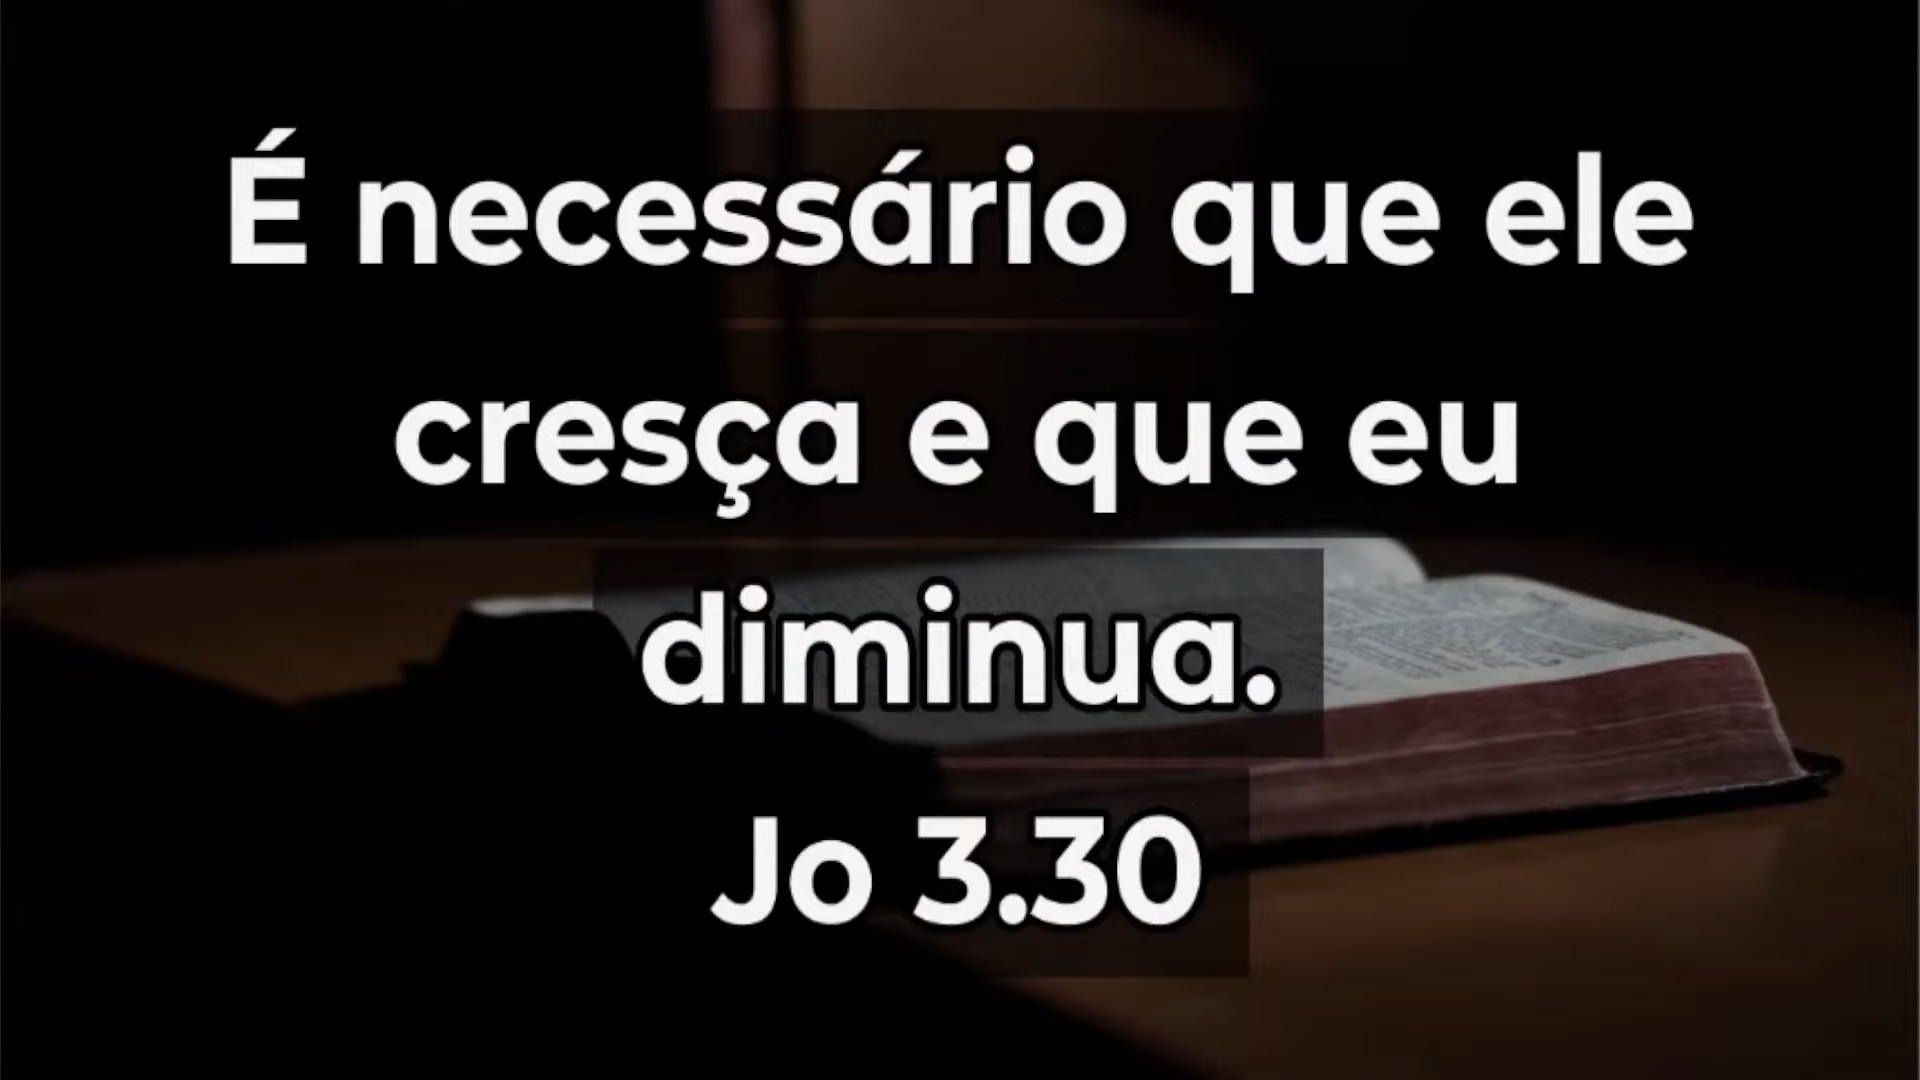 É necessário que ele
cresça e que eu
diminua.
Jo 3.30